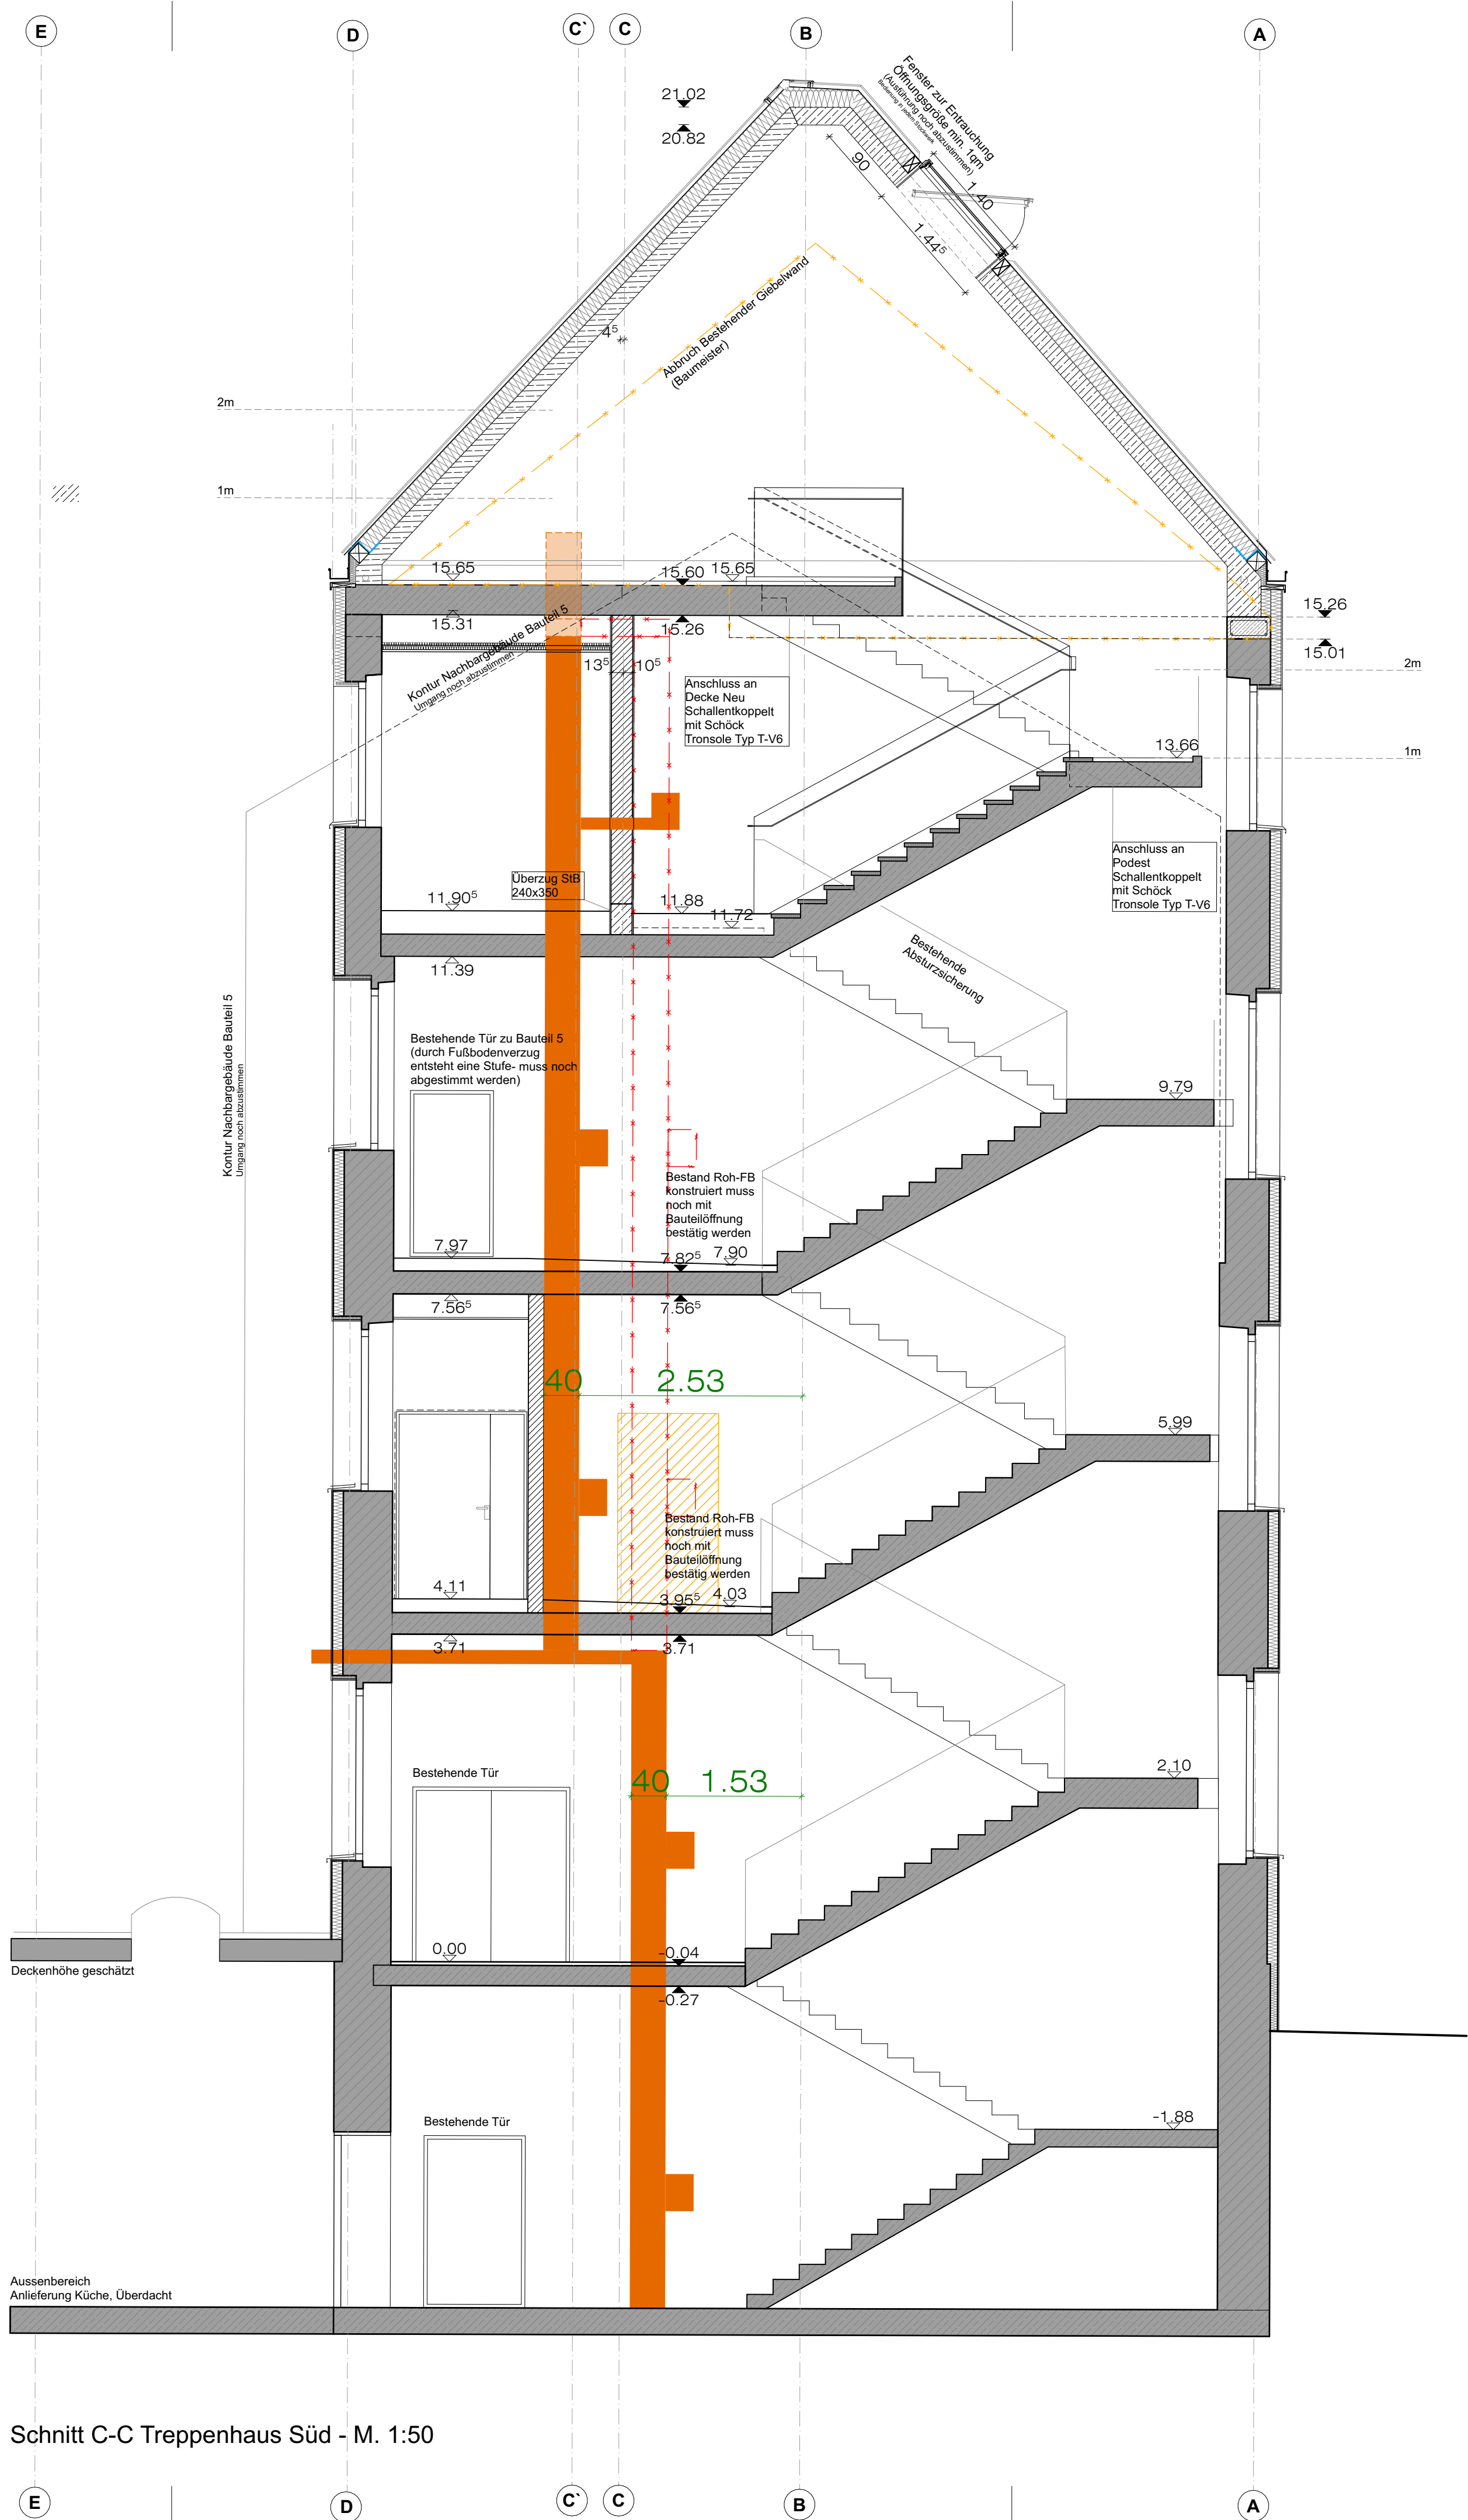 E
D
C`
C
B
A
21.02
20.82
Fenster zur Entrauchung
Öffnungsgröße min. 1qm
(Ausführung noch abzustimmen)
Bedienung in jedem Stockwerk
90
1.40
1.44⁵
4⁵
Abbruch Bestehender Giebelwand
(Baumeister)
2m
1m
15.65
15.60
15.65
15.31
15.26
15.26
15.01
2m
1m
Kontur Nachbargebäude Bauteil 5
Umgang noch abzustimmen
13⁵
10⁵
Anschluss an
Decke Neu
Schallentkoppelt
mit Schöck
Tronsole Typ T-V6
13.66
Anschluss an
Podest
Schallentkoppelt
mit Schöck
Tronsole Typ T-V6
Überzug StB
240x350
11.90⁵
11.88
11.72
11.39
Bestehende
Absturzsicherung
Kontur Nachbargebäude Bauteil 5
Umgang noch abzustimmen
Bestehende Tür zu Bauteil 5
(durch Fußbodenverzug
entsteht eine Stufe- muss noch
abgestimmt werden)
9.79
Bestand Roh-FB
konstruiert muss
noch mit
Bauteilöffnung
bestätig werden
7.97
7.82⁵
7.90
7.56⁵
7.56⁵
40
2.53
5.99
Bestand Roh-FB
konstruiert muss
noch mit
Bauteilöffnung
bestätig werden
4.11
3.95⁵
4.03
3.71
3.71
Bestehende Tür
40
1.53
2.10
0.00
-0.04
-0.27
Deckenhöhe geschätzt
Bestehende Tür
-1.88
Aussenbereich
Anlieferung Küche, Überdacht
Schnitt C-C Treppenhaus Süd - M. 1:50
E
D
C`
C
B
A